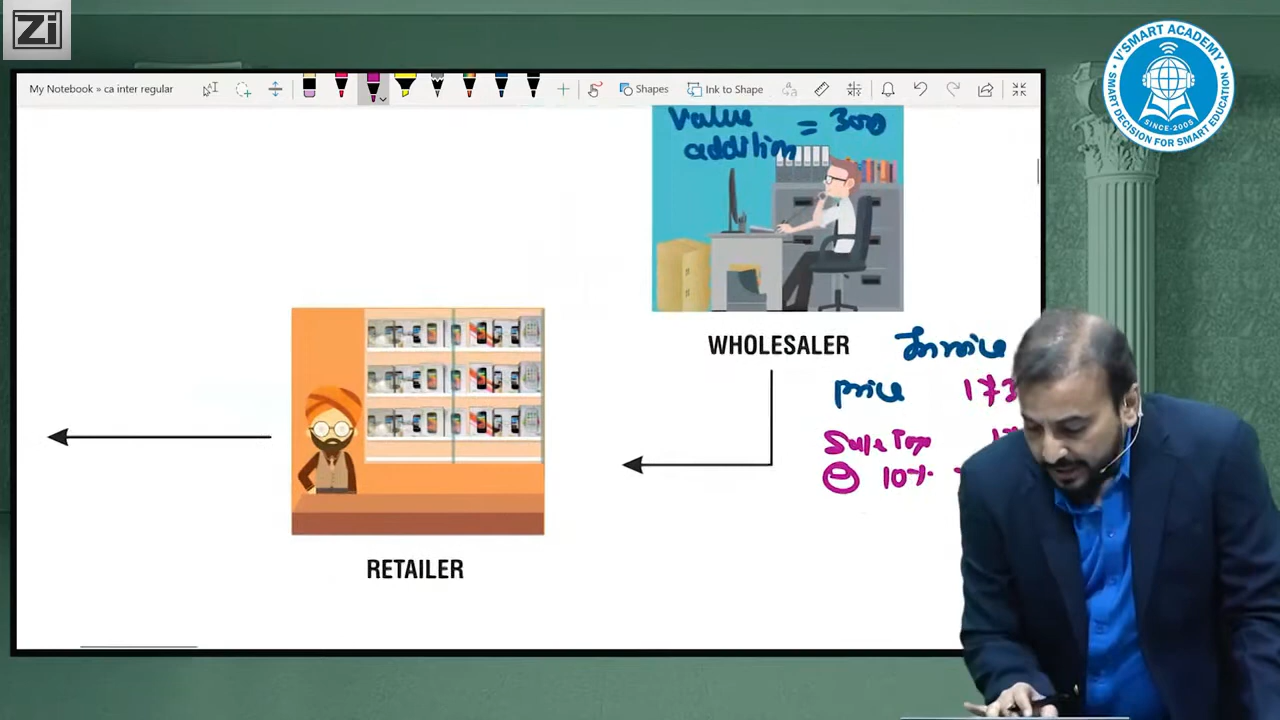 Zi
V'SMART ACADEMY
SMART DECISION FOR SMART EDUCATION
SINCE-2005
My Notebook » ca inter regular
Shapes
Ink to Shape
Value
addition = 300
WHOLESALER
Invoice
price
Sale Tax
@ 10%
RETAILER